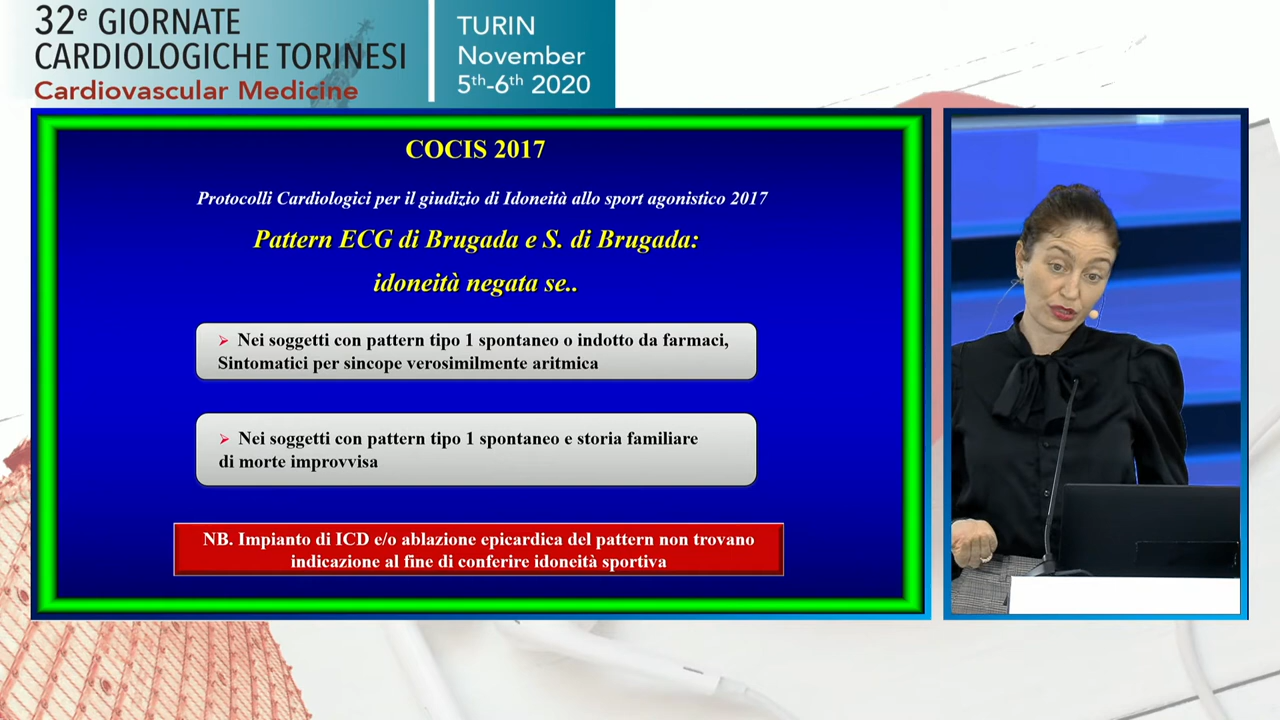 32e GIORNATE
CARDIOLOGICHE TORINESI
Cardiovascular Medicine
TURIN
November
5th-6th 2020
COCIS 2017
Protocolli Cardiologici per il giudizio di Idoneità allo sport agonistico 2017
Pattern ECG di Brugada e S. di Brugada:
idoneità negata se..
➢ Nei soggetti con pattern tipo 1 spontaneo o indotto da farmaci,
Sintomatici per sincope verosimilmente aritmica
➢ Nei soggetti con pattern tipo 1 spontaneo e storia familiare
di morte improvvisa
NB. Impianto di ICD e/o ablazione epicardica del pattern non trovano
indicazione al fine di conferire idoneità sportiva